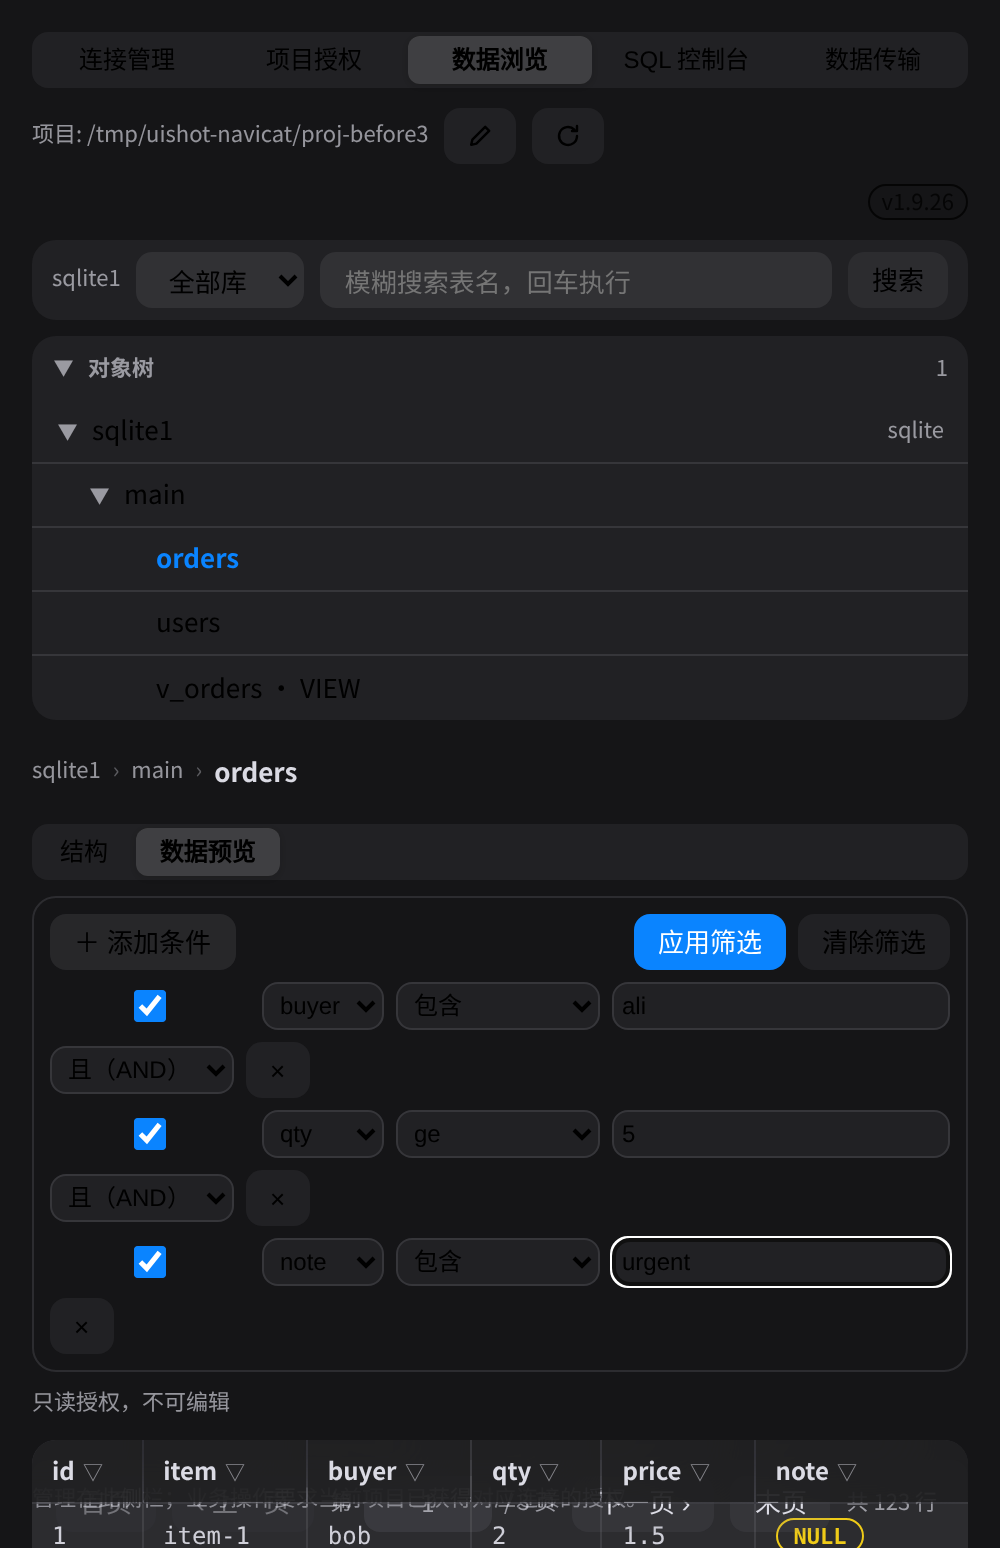 连接管理 项目授权 数据浏览 SQL 控制台 数据传输
项目: /tmp/uishot-navicat/proj-before3
v1.9.26
sqlite1 全部库 模糊搜索表名，回车执行 搜索
▼ 对象树 1
▼ sqlite1 sqlite
▼ main
orders
users
v_orders · VIEW
sqlite1 › main › orders
结构 数据预览
＋ 添加条件 应用筛选 清除筛选
buyer 包含 ali
且（AND） ×
qty ge 5
且（AND） ×
note 包含 urgent
×
只读授权，不可编辑
id ▽ item ▽ buyer ▽ qty ▽ price ▽ note ▽
末页 共 123 行
1 item-1 bob 2 1.5 NULL